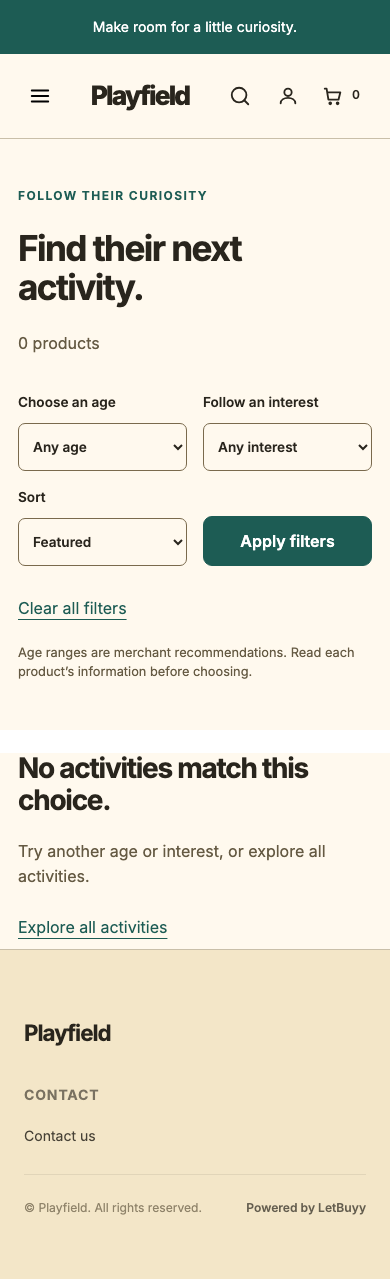 Make room for a little curiosity.
Playfield
0
FOLLOW THEIR CURIOSITY
Find their next
activity.
0 products
Choose an age
Follow an interest
Any age
Any interest
Sort
Featured
Apply filters
Clear all filters
Age ranges are merchant recommendations. Read each
product’s information before choosing.
No activities match this
choice.
Try another age or interest, or explore all
activities.
Explore all activities
Playfield
CONTACT
Contact us
© Playfield. All rights reserved.
Powered by LetBuyy